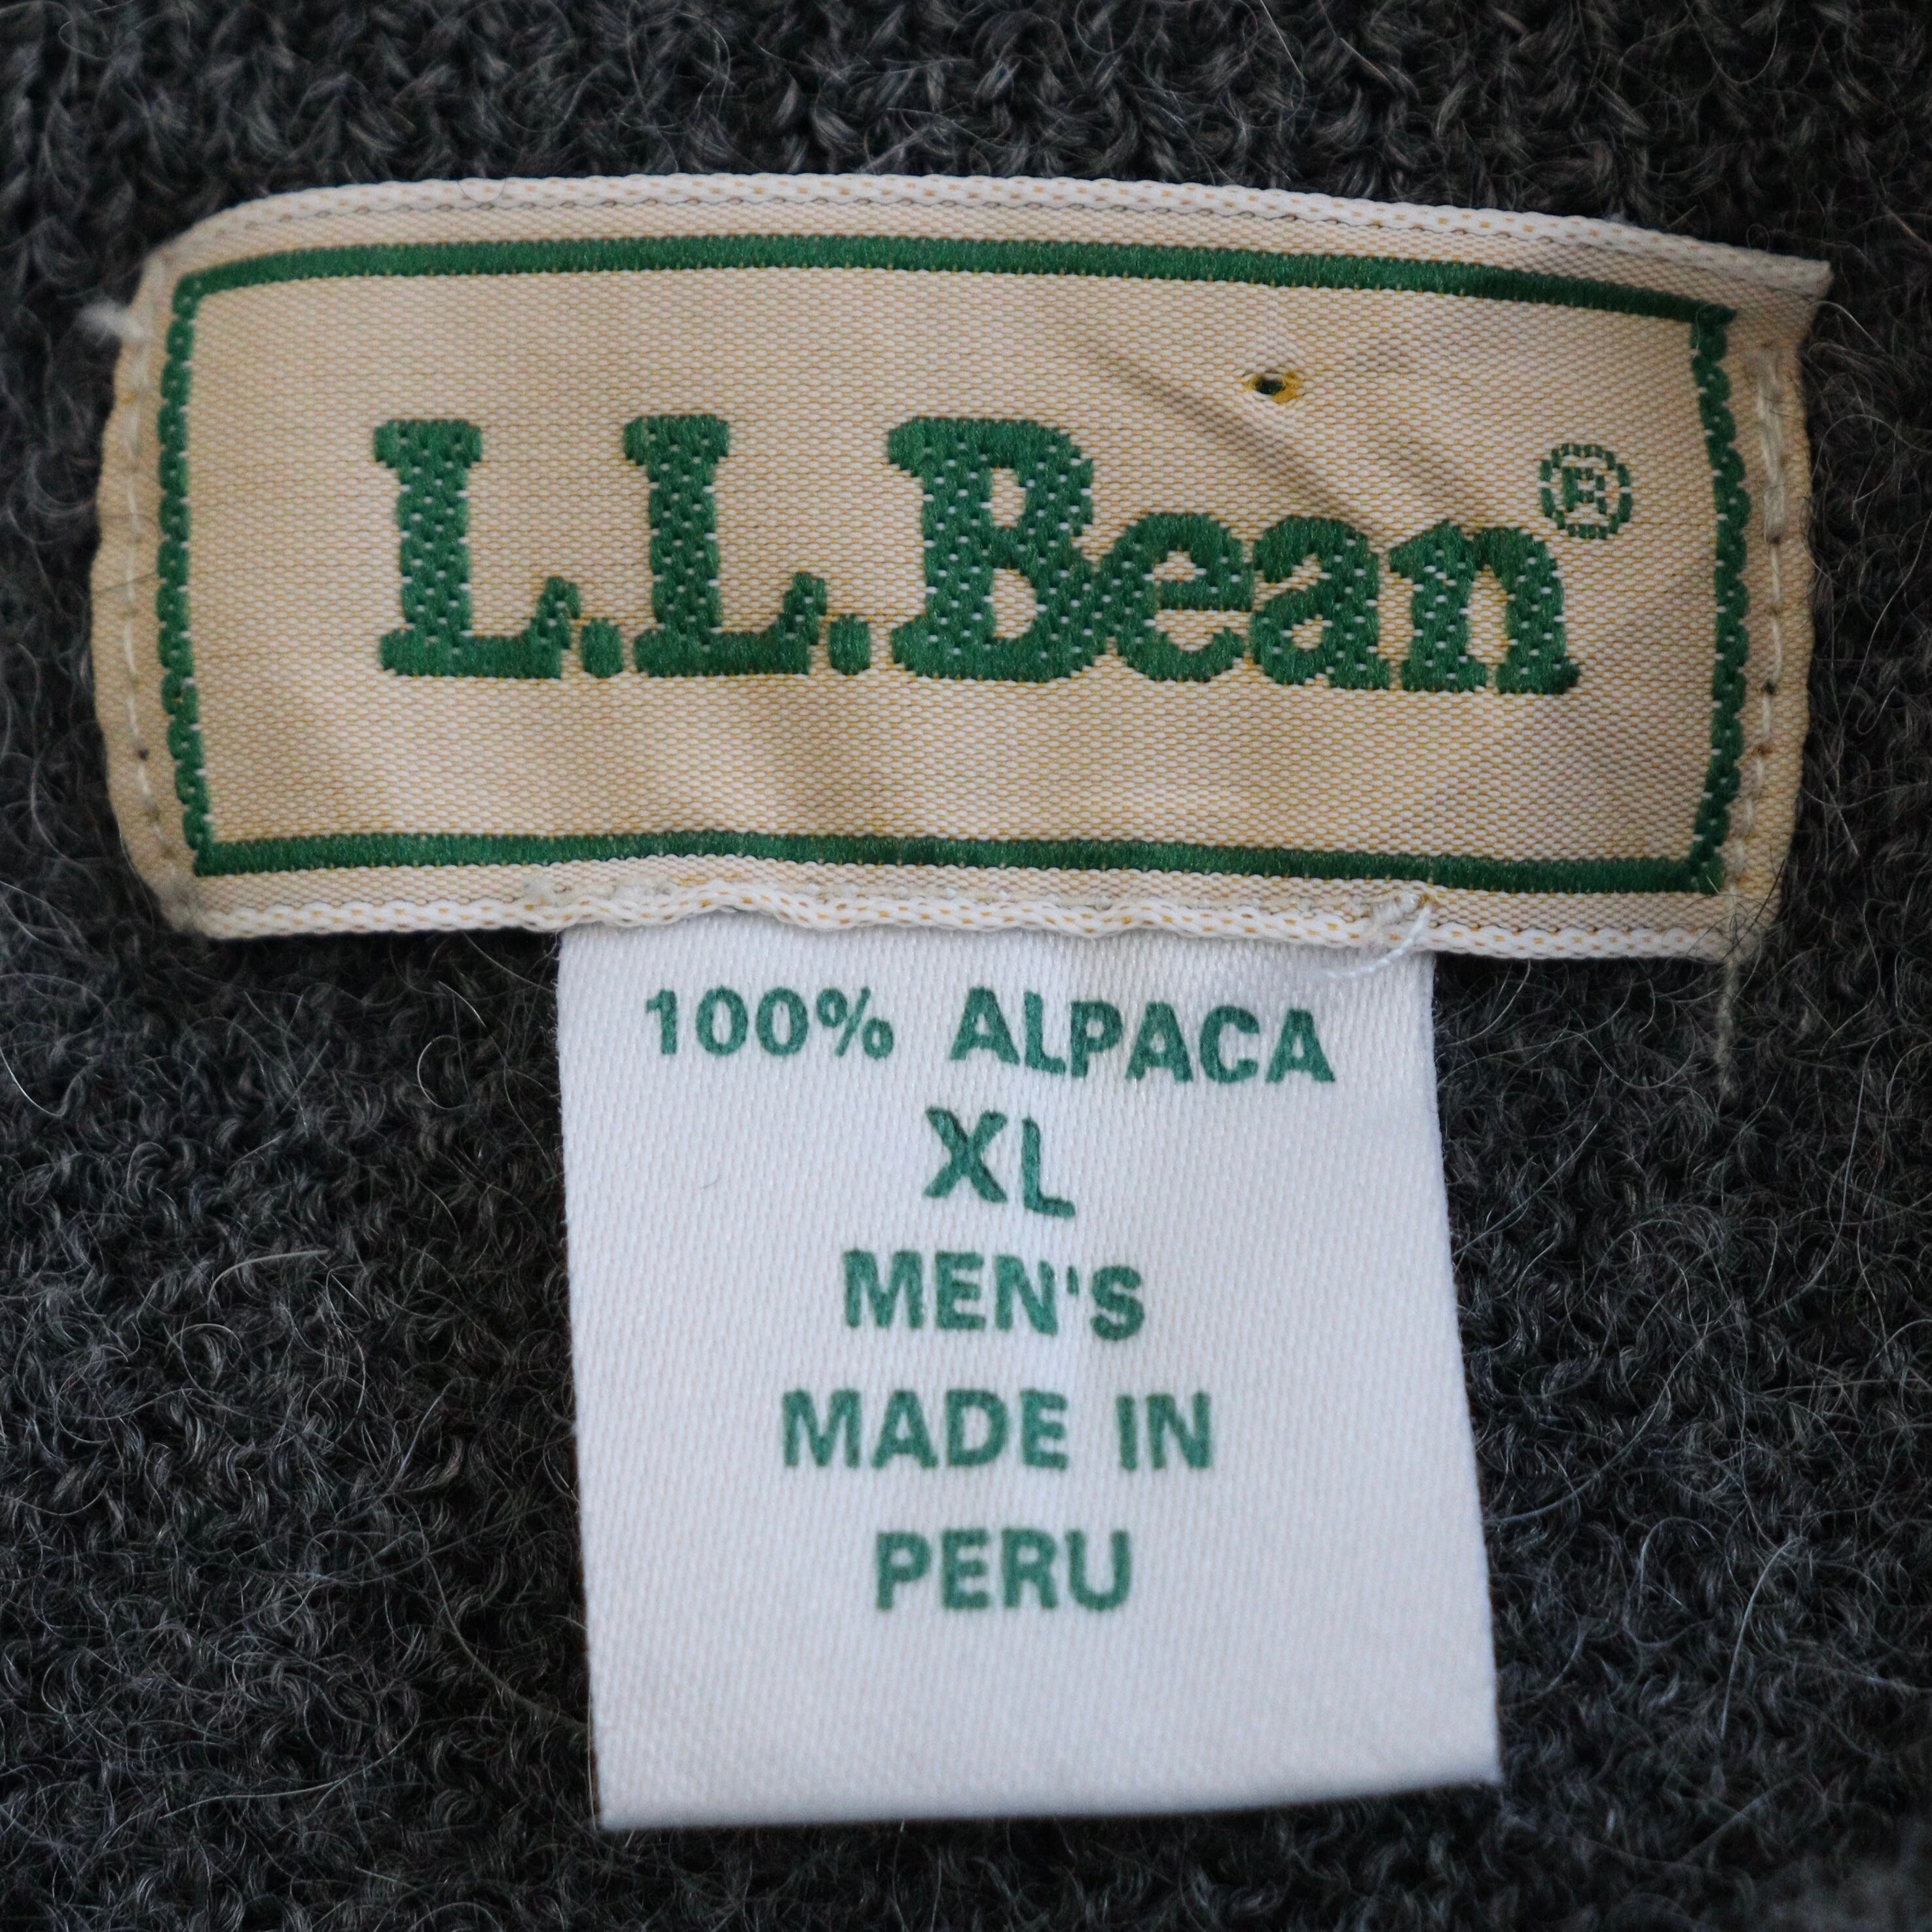 L.L.Bean®
100% ALPACA
XL
MEN'S
MADE IN
PERU